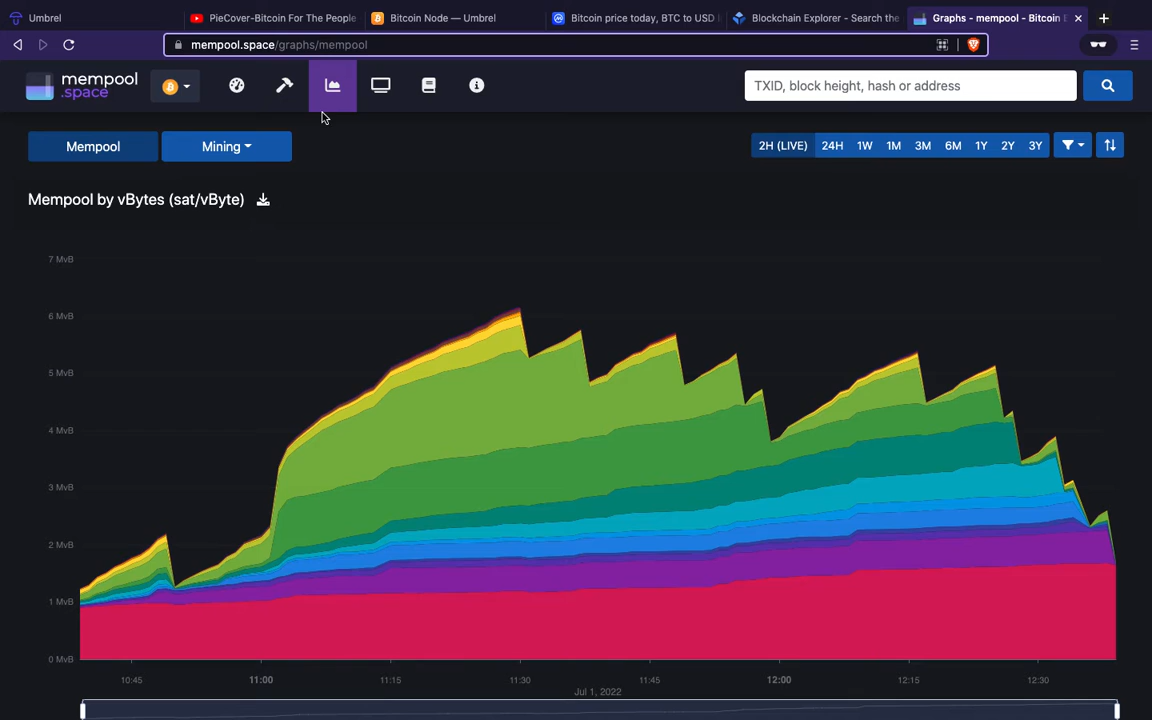 Umbrel
PieCover-Bitcoin For The People
Bitcoin Node — Umbrel
Bitcoin price today, BTC to USD l
Blockchain Explorer - Search the
Graphs - mempool - Bitcoin
mempool.space/graphs/mempool
mempool
.space
TXID, block height, hash or address
Mempool
Mining
2H (LIVE) 24H 1W 1M 3M 6M 1Y 2Y 3Y
Mempool by vBytes (sat/vByte)
7 MvB
6 MvB
5 MvB
4 MvB
3 MvB
2 MvB
1 MvB
0 MvB
10:45 11:00 11:15 11:30 11:45 12:00 12:15 12:30
Jul 1, 2022